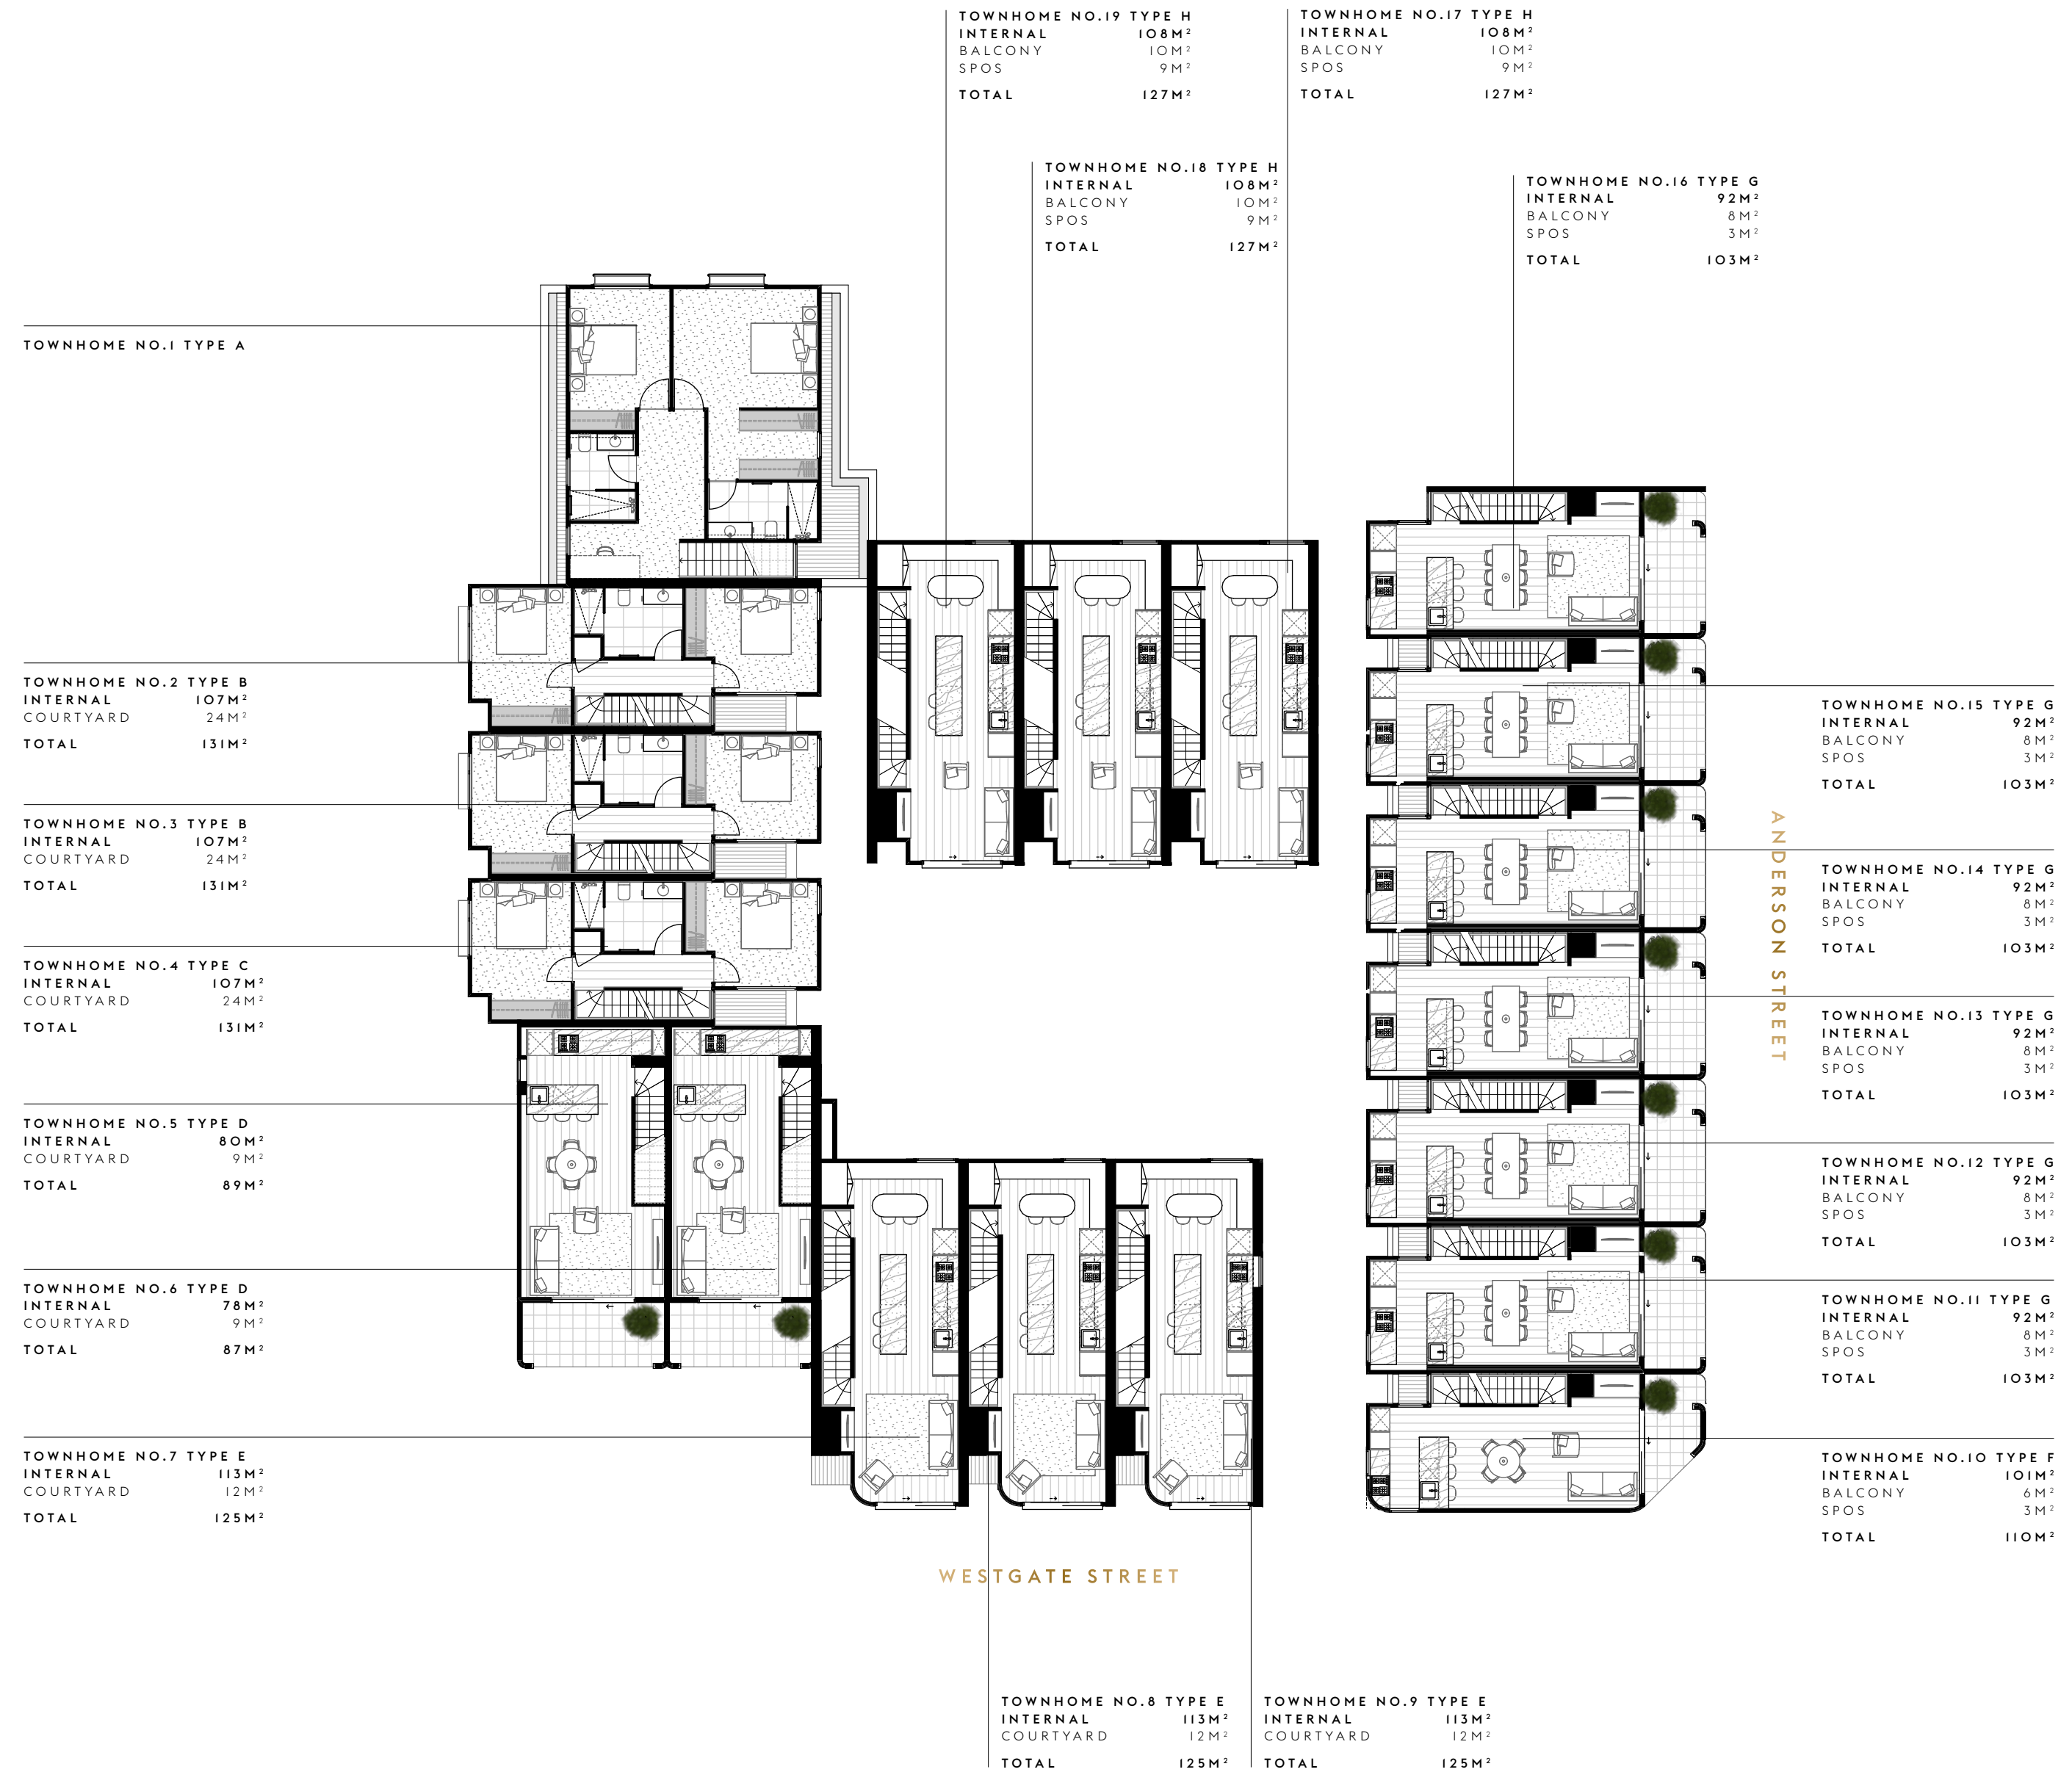 TOWNHOME NO.19 TYPE H
INTERNAL 108M²
BALCONY 10M²
SPOS 9M²
TOTAL 127M²
TOWNHOME NO.17 TYPE H
INTERNAL 108M²
BALCONY 10M²
SPOS 9M²
TOTAL 127M²
TOWNHOME NO.18 TYPE H
INTERNAL 108M²
BALCONY 10M²
SPOS 9M²
TOTAL 127M²
TOWNHOME NO.16 TYPE G
INTERNAL 92M²
BALCONY 8M²
SPOS 3M²
TOTAL 103M²
TOWNHOME NO.1 TYPE A
TOWNHOME NO.2 TYPE B
INTERNAL 107M²
COURTYARD 24M²
TOTAL 131M²
TOWNHOME NO.3 TYPE B
INTERNAL 107M²
COURTYARD 24M²
TOTAL 131M²
TOWNHOME NO.4 TYPE C
INTERNAL 107M²
COURTYARD 24M²
TOTAL 131M²
TOWNHOME NO.5 TYPE D
INTERNAL 80M²
COURTYARD 9M²
TOTAL 89M²
TOWNHOME NO.6 TYPE D
INTERNAL 78M²
COURTYARD 9M²
TOTAL 87M²
TOWNHOME NO.7 TYPE E
INTERNAL 113M²
COURTYARD 12M²
TOTAL 125M²
TOWNHOME NO.15 TYPE G
INTERNAL 92M²
BALCONY 8M²
SPOS 3M²
TOTAL 103M²
ANDERSON STREET
TOWNHOME NO.14 TYPE G
INTERNAL 92M²
BALCONY 8M²
SPOS 3M²
TOTAL 103M²
TOWNHOME NO.13 TYPE G
INTERNAL 92M²
BALCONY 8M²
SPOS 3M²
TOTAL 103M²
TOWNHOME NO.12 TYPE G
INTERNAL 92M²
BALCONY 8M²
SPOS 3M²
TOTAL 103M²
TOWNHOME NO.11 TYPE G
INTERNAL 92M²
BALCONY 8M²
SPOS 3M²
TOTAL 103M²
TOWNHOME NO.10 TYPE F
INTERNAL 101M²
BALCONY 6M²
SPOS 3M²
TOTAL 110M²
WESTGATE STREET
TOWNHOME NO.8 TYPE E
INTERNAL 113M²
COURTYARD 12M²
TOTAL 125M²
TOWNHOME NO.9 TYPE E
INTERNAL 113M²
COURTYARD 12M²
TOTAL 125M²